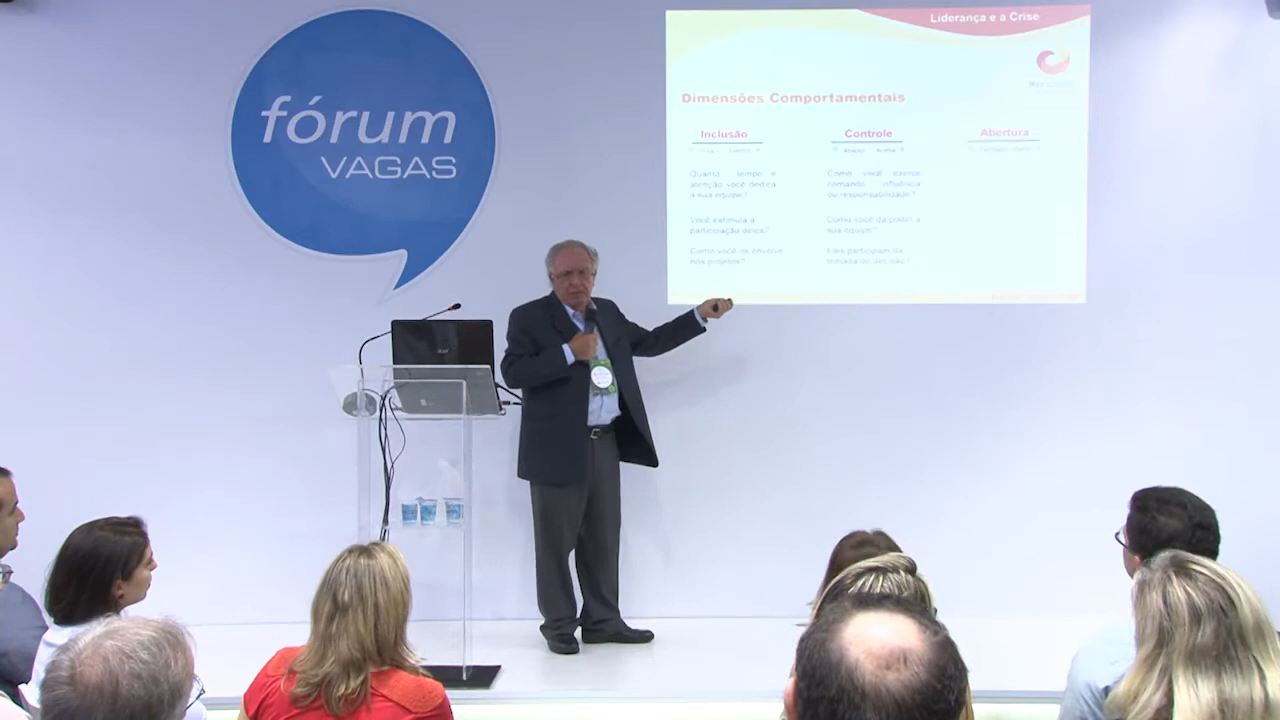 fórum
VAGAS
Liderança e a Crise
Dimensões Comportamentais
Inclusão
Controle
Abertura
Quanto tempo e
atenção você dedica
a sua equipe?
Você estimula a
participação deles?
Como você os envolve
nos projetos?
Como você exerce
comando, influência
ou responsabilidade?
Como você dá poder a
sua equipe?
Eles participam da
tomada de decisão?